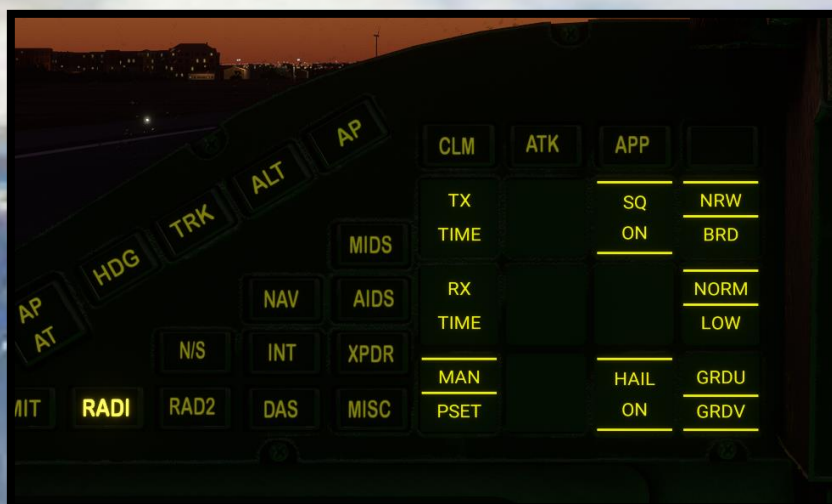 AP
CLM
ATK
APP
ALT
TRK
HDG
AP
AT
TX
TIME
SQ
ON
NRW
BRD
MIDS
NAV
AIDS
RX
TIME
NORM
LOW
N/S
INT
XPDR
MAN
PSET
HAIL
ON
GRDU
GRDV
MIT
RADI
RAD2
DAS
MISC